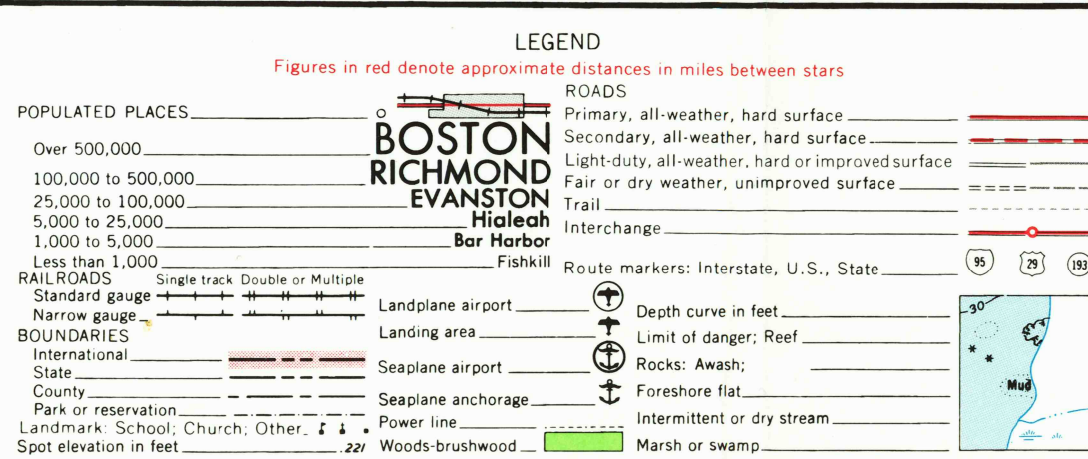 LEGEND
Figures in red denote approximate distances in miles between stars
POPULATED PLACES
Over 500,000 BOSTON
100,000 to 500,000 RICHMOND
25,000 to 100,000 EVANSTON
5,000 to 25,000 Hialeah
1,000 to 5,000 Bar Harbor
Less than 1,000 Fishkill
RAILROADS Single track Double or Multiple
Standard gauge
Narrow gauge
BOUNDARIES
International
State
County
Park or reservation
Landmark: School; Church; Other
Spot elevation in feet .221
Landplane airport
Landing area
Seaplane airport
Seaplane anchorage
Power line
Woods-brushwood
ROADS
Primary, all-weather, hard surface
Secondary, all-weather, hard surface
Light-duty, all-weather, hard or improved surface
Fair or dry weather, unimproved surface
Trail
Interchange
Route markers: Interstate, U.S., State 95 29 193
Depth curve in feet 30
Limit of danger; Reef
Rocks: Awash;
Foreshore flat Mud
Intermittent or dry stream
Marsh or swamp